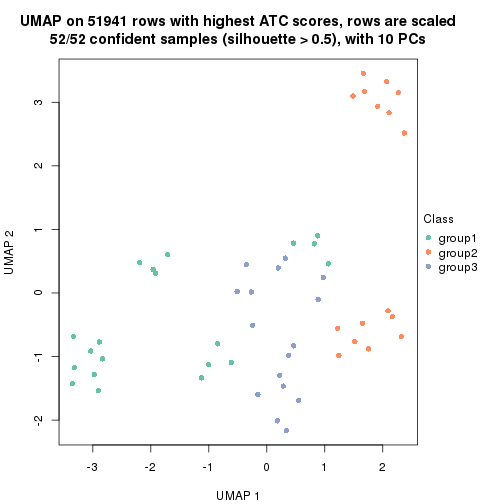 UMAP on 51941 rows with highest ATC scores, rows are scaled
52/52 confident samples (silhouette > 0.5), with 10 PCs
UMAP 2
3
2
1
0
-1
-2
-3
-2
-1
0
1
2
UMAP 1
Class
group1
group2
group3